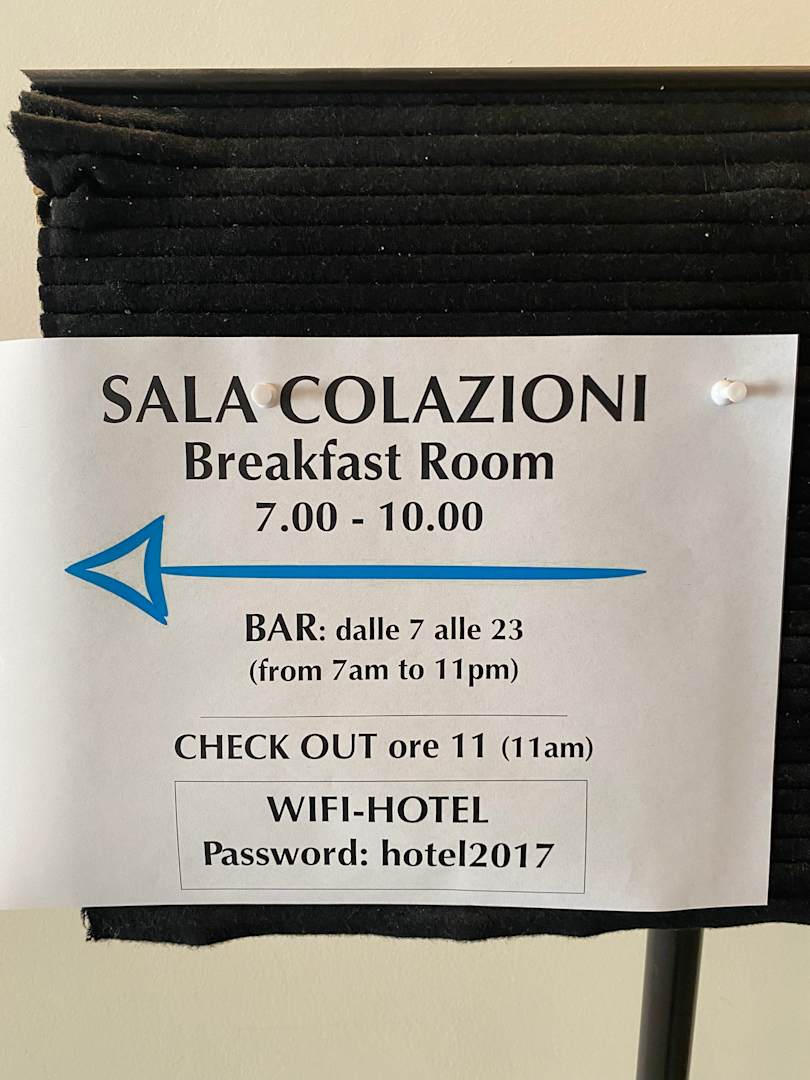 SALA COLAZIONI
Breakfast Room
7.00 - 10.00
BAR: dalle 7 alle 23
(from 7am to 11pm)
CHECK OUT ore 11 (11am)
WIFI-HOTEL
Password: hotel2017